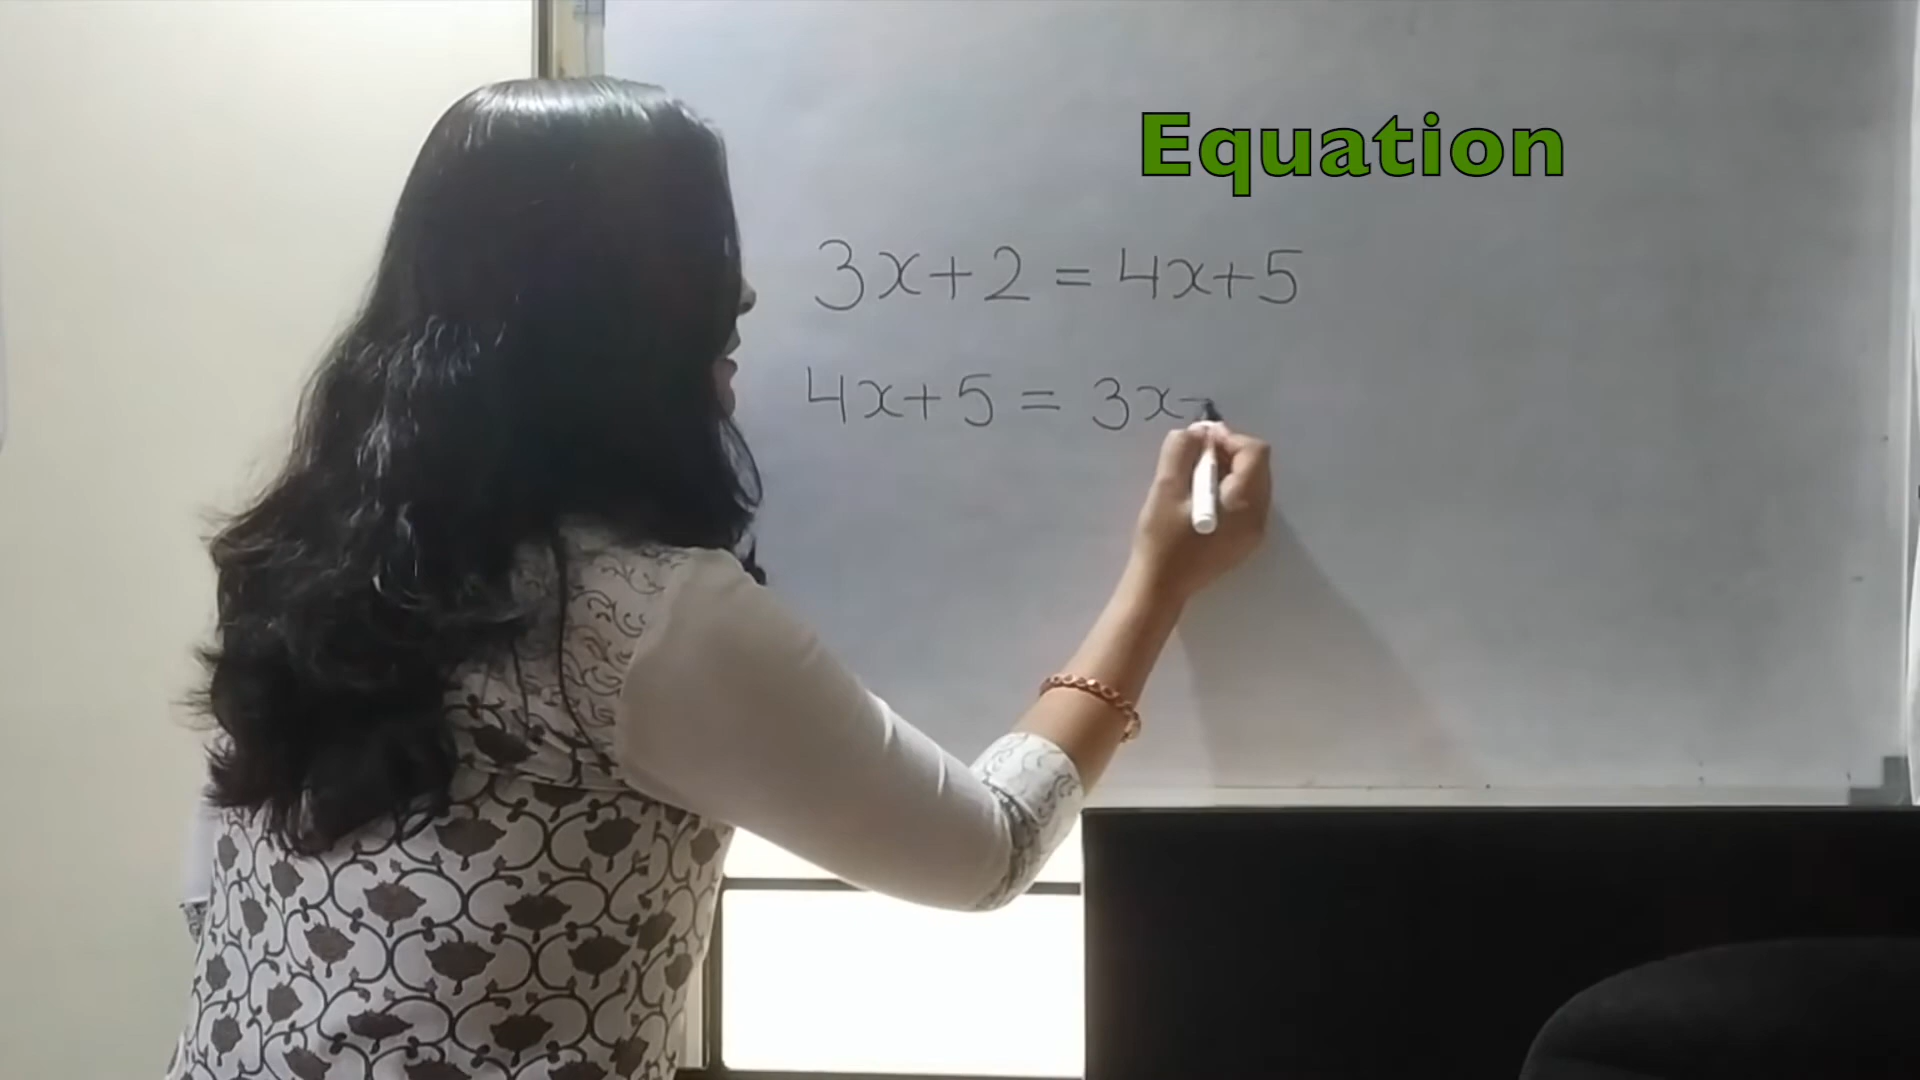 Equation
3x+2 = 4x+5
4x+5 = 3x-